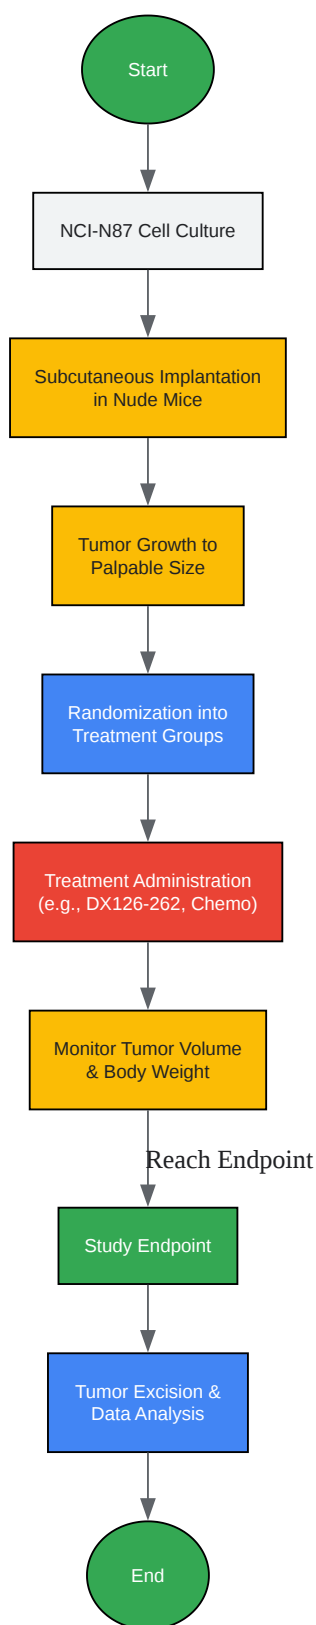 Start
NCI-N87 Cell Culture
Subcutaneous Implantation
in Nude Mice
Tumor Growth to
Palpable Size
Randomization into
Treatment Groups
Treatment Administration
(e.g., DX126-262, Chemo)
Monitor Tumor Volume
& Body Weight
Reach Endpoint
Study Endpoint
Tumor Excision &
Data Analysis
End